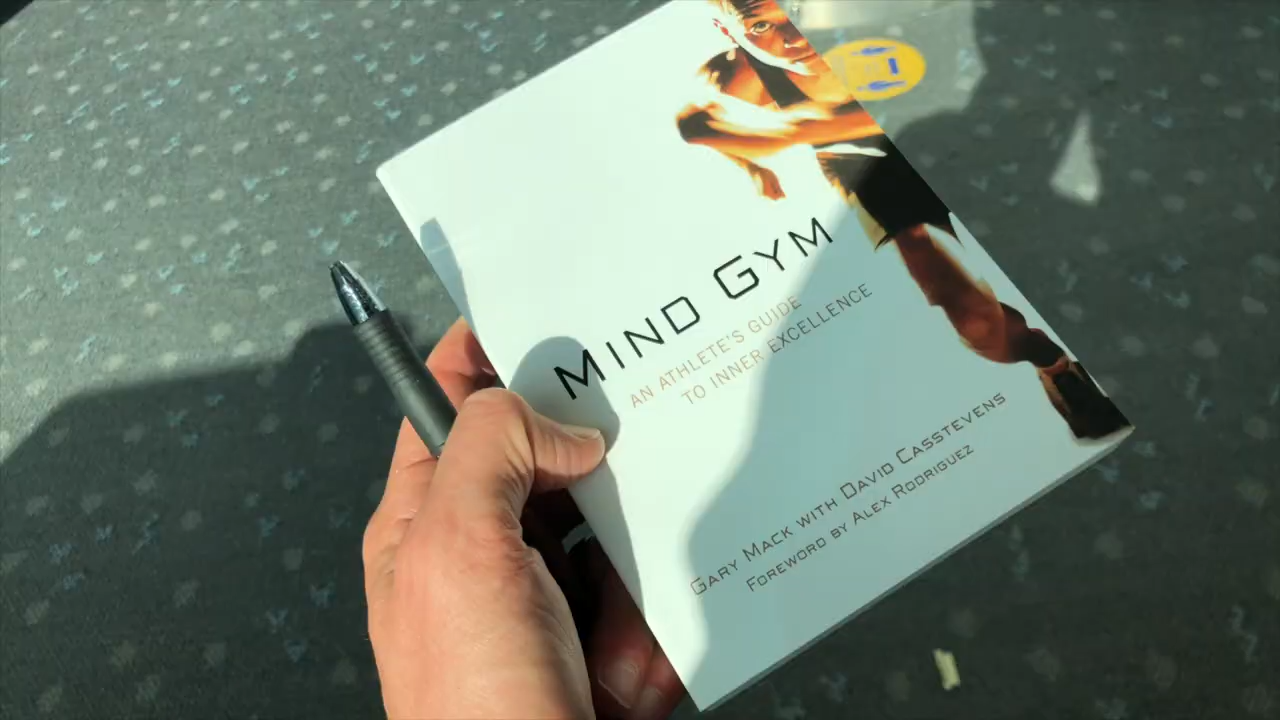 MIND GYM
AN ATHLETE'S GUIDE
TO INNER EXCELLENCE
GARY MACK WITH DAVID CASSTEVENS
FOREWORD BY ALEX RODRIGUEZ